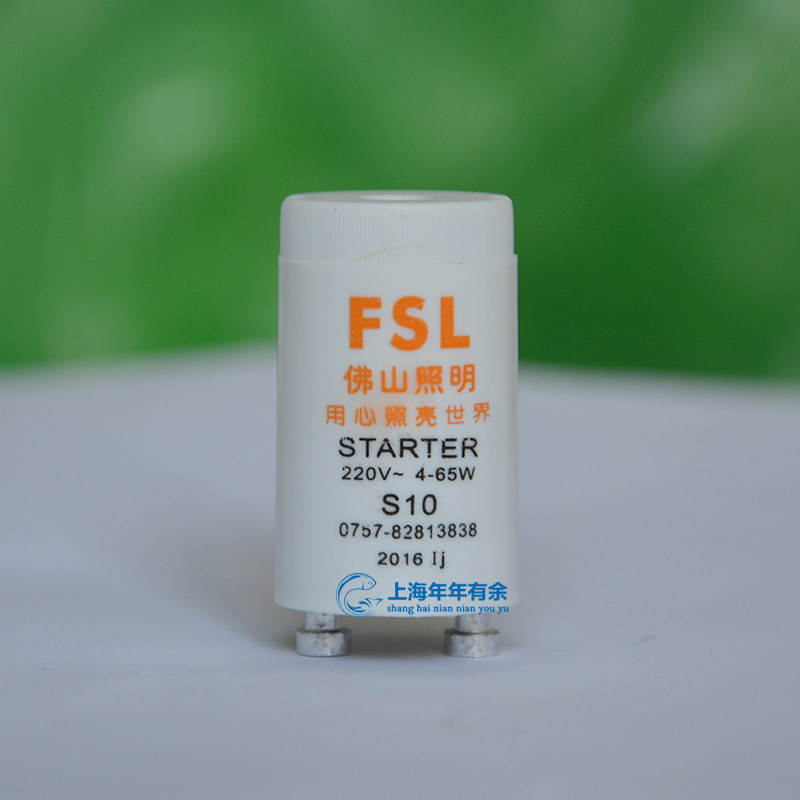 FSL
佛山照明
用心照亮世界
STARTER
220V~ 4-65W
S10
0757-82813838
2016 Ij
上海年年有余
shang hai nian nian you yu